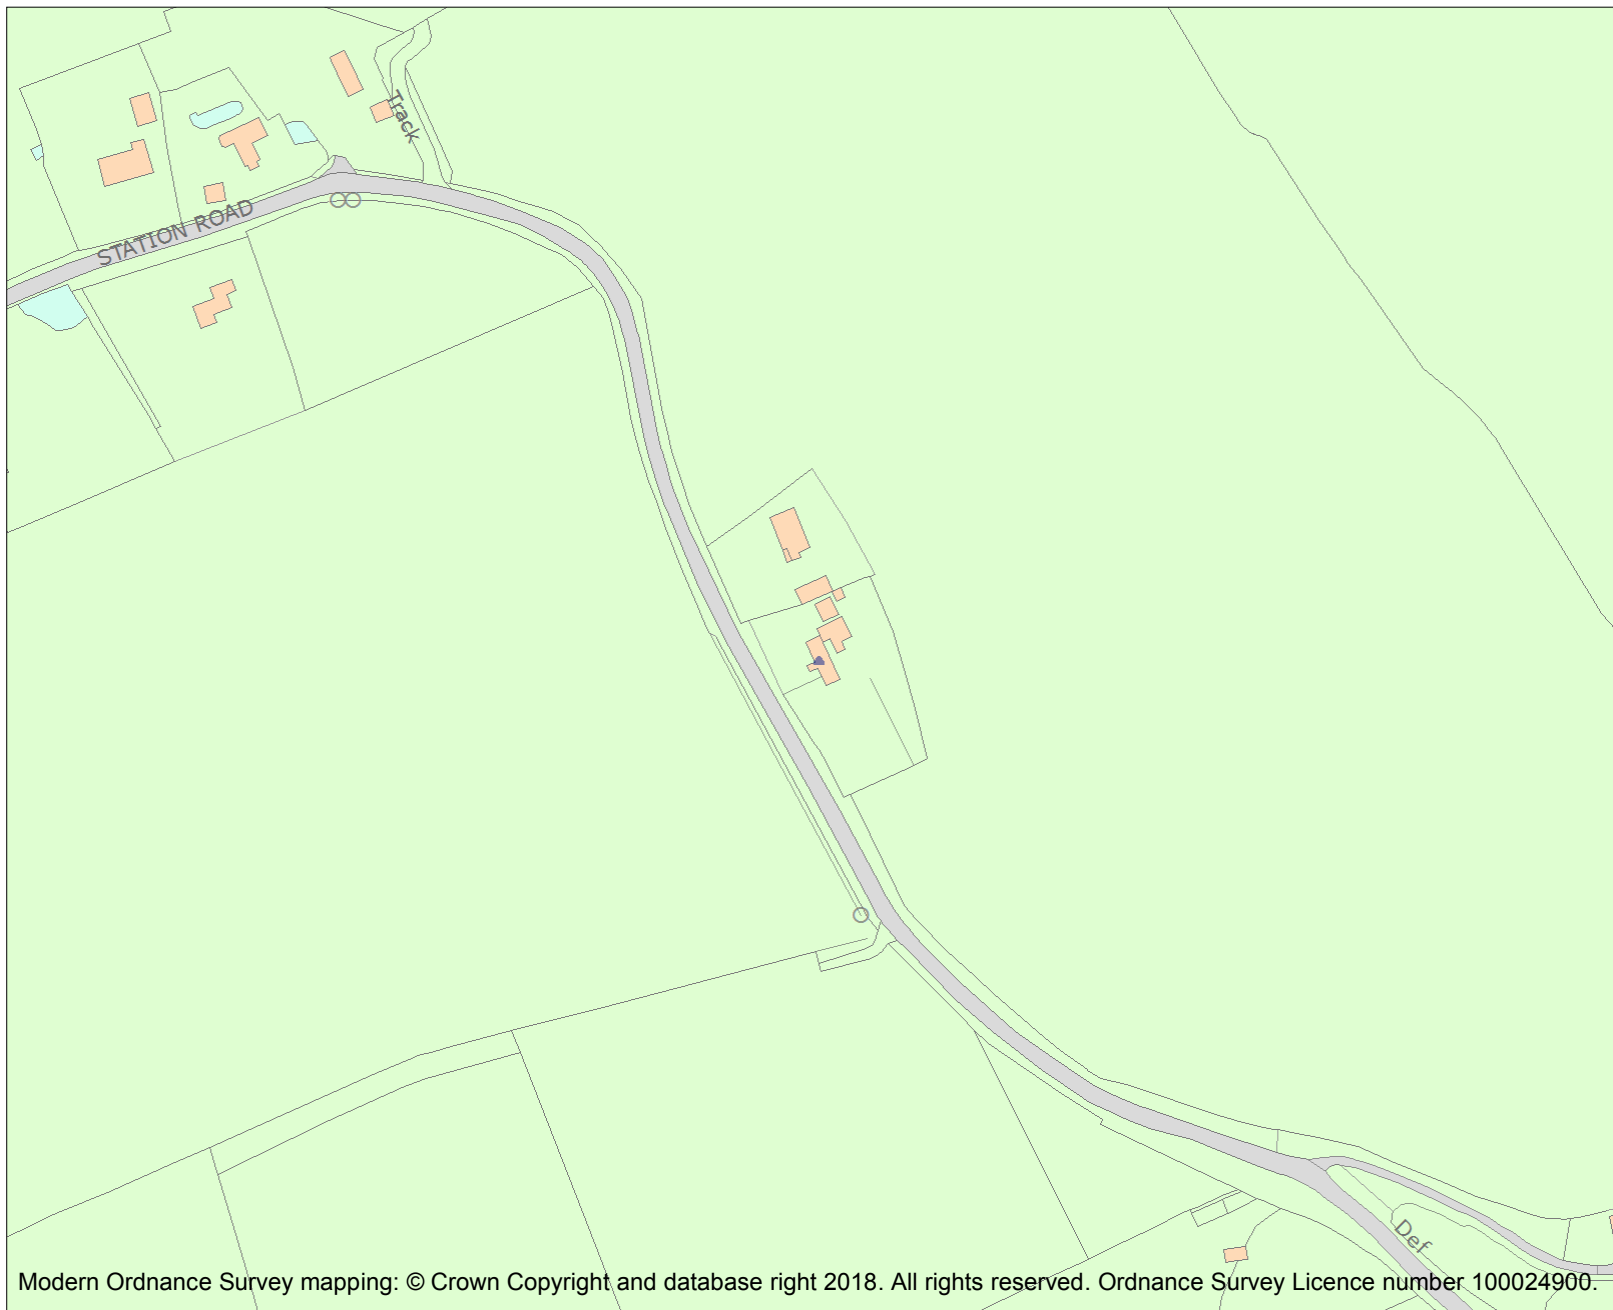 Track
STATION ROAD
Def
Modern Ordnance Survey mapping: © Crown Copyright and database right 2018. All rights reserved. Ordnance Survey Licence number 100024900.